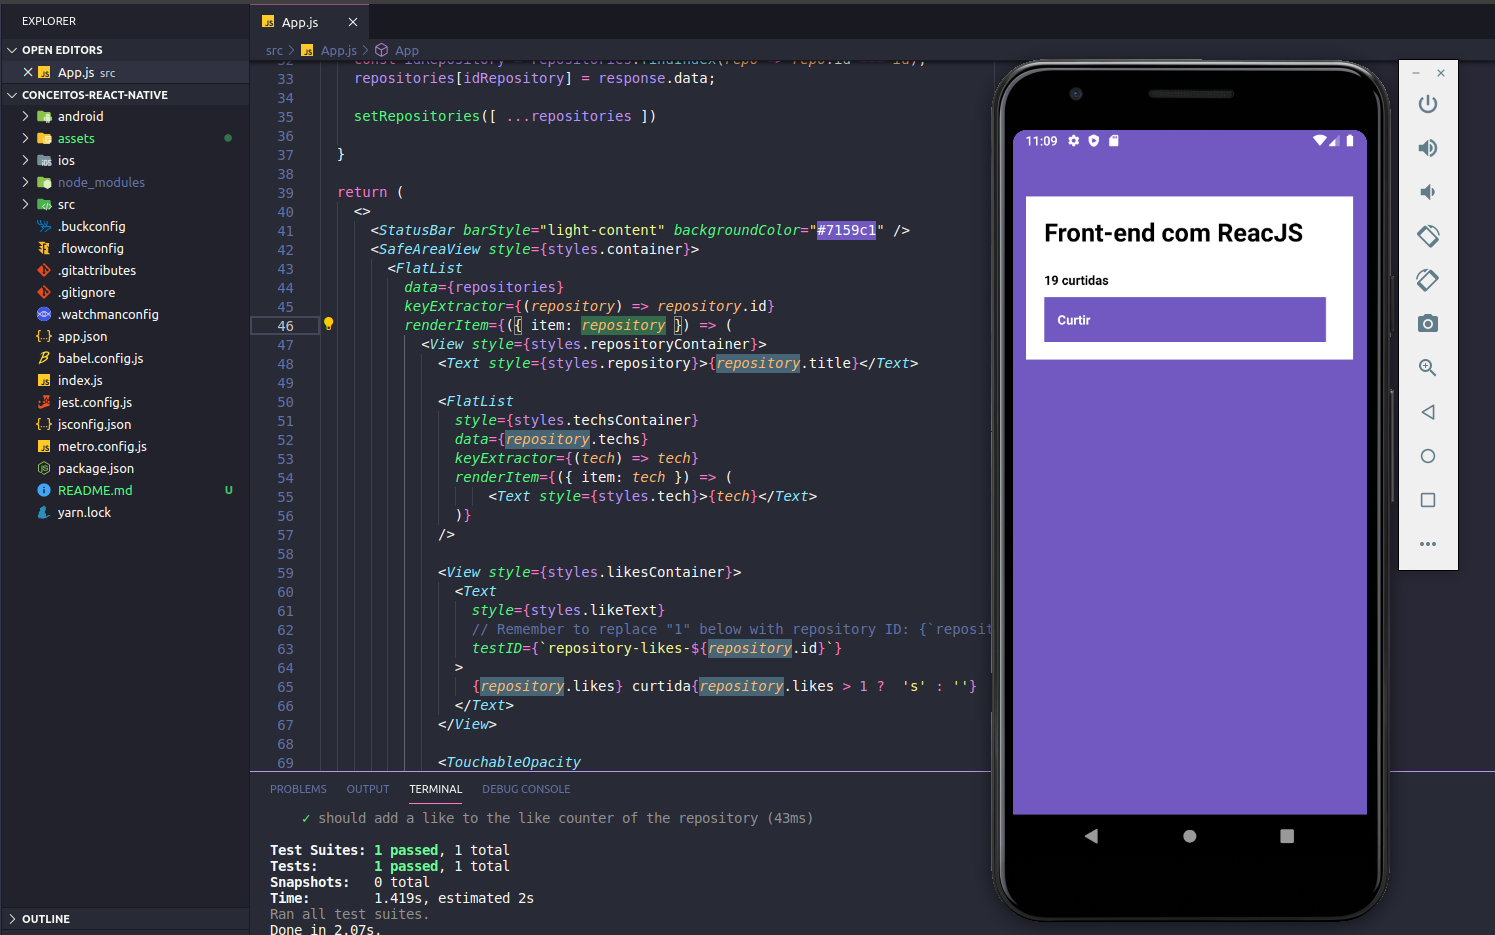 EXPLORER
OPEN EDITORS
App.js src
CONCEITOS-REACT-NATIVE
android
assets
ios
node_modules
src
.buckconfig
.flowconfig
.gitattributes
.gitignore
.watchmanconfig
app.json
babel.config.js
index.js
jest.config.js
jsconfig.json
metro.config.js
package.json
README.md U
yarn.lock
OUTLINE
App.js
src > App.js > App
33 repositories[idRepository] = response.data;
34
35 setRepositories([ ...repositories ])
36
37 }
38
39 return (
40 <>
41 <StatusBar barStyle="light-content" backgroundColor="#7159c1" />
42 <SafeAreaView style={styles.container}>
43 <FlatList
44 data={repositories}
45 keyExtractor={(repository) => repository.id}
46 renderItem={({ item: repository }) => (
47 <View style={styles.repositoryContainer}>
48 <Text style={styles.repository}>{repository.title}</Text>
49
50 <FlatList
51 style={styles.techsContainer}
52 data={repository.techs}
53 keyExtractor={(tech) => tech}
54 renderItem={({ item: tech }) => (
55 <Text style={styles.tech}>{tech}</Text>
56 )}
57 />
58
59 <View style={styles.likesContainer}>
60 <Text
61 style={styles.likeText}
62 // Remember to replace "1" below with repository ID: {`reposit
63 testID={`repository-likes-${repository.id}`}
64 >
65 {repository.likes} curtida{repository.likes > 1 ? 's' : ''}
66 </Text>
67 </View>
68
69 <TouchableOpacity
PROBLEMS OUTPUT TERMINAL DEBUG CONSOLE
✓ should add a like to the like counter of the repository (43ms)
Test Suites: 1 passed, 1 total
Tests: 1 passed, 1 total
Snapshots: 0 total
Time: 1.419s, estimated 2s
Ran all test suites.
Done in 2.07s.
11:09
Front-end com ReacJS
19 curtidas
Curtir